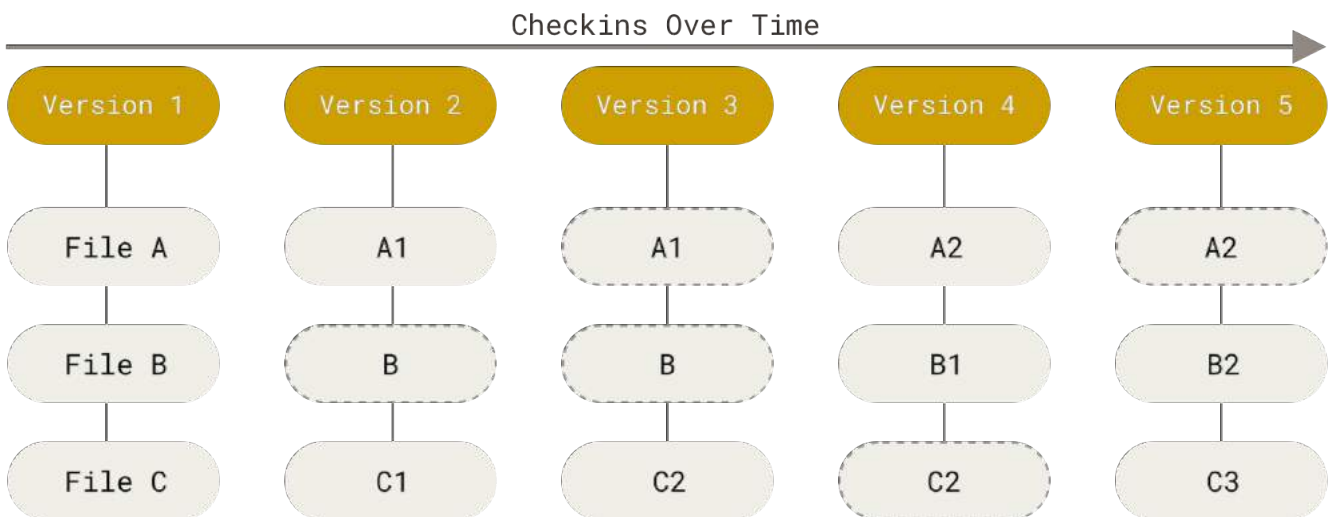 Checkins Over Time
Version 1 Version 2 Version 3 Version 4 Version 5
File A A1 A1 A2 A2
File B B B B1 B2
File C C1 C2 C2 C3